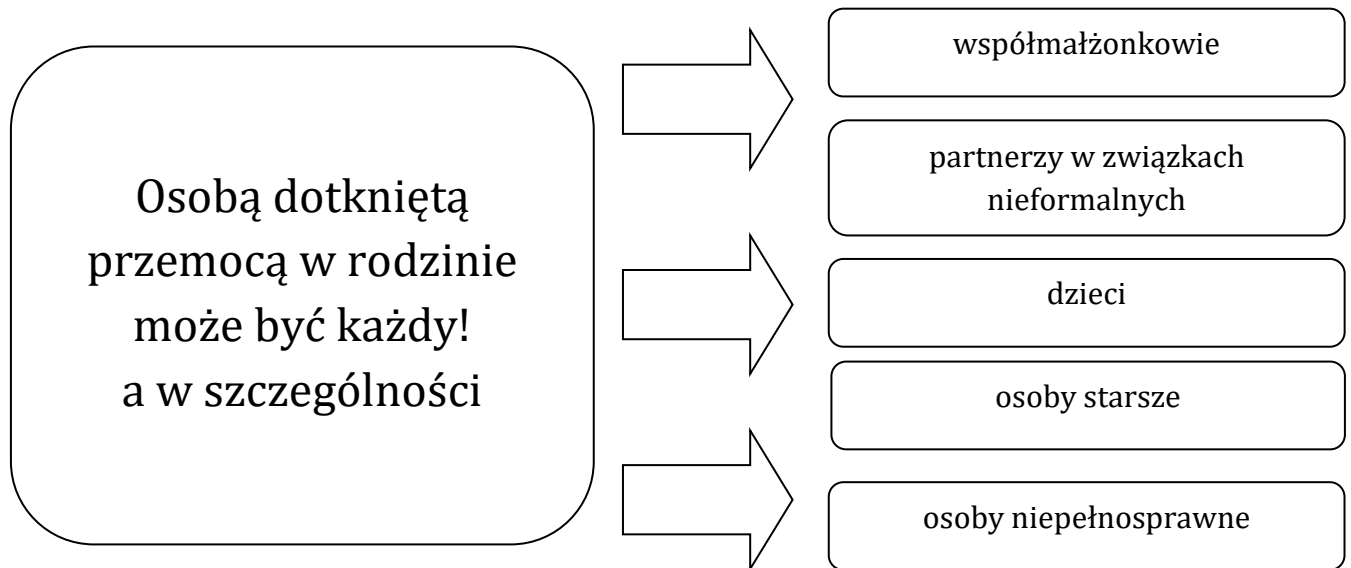 Osobą dotkniętą
przemocą w rodzinie
może być każdy!
a w szczególności
współmałżonkowie
partnerzy w związkach
nieformalnych
dzieci
osoby starsze
osoby niepełnosprawne